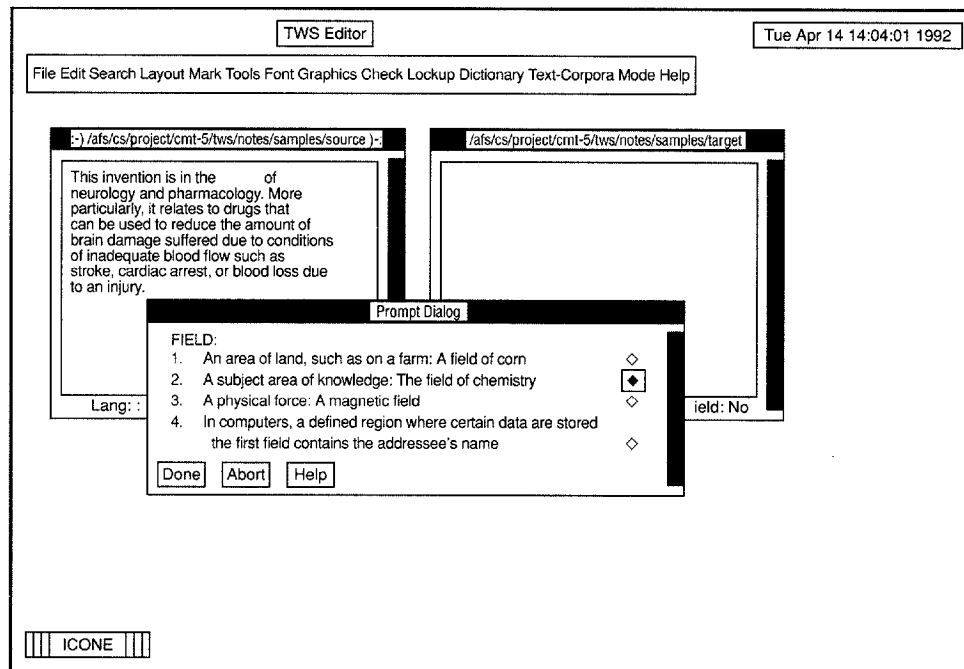 TWS Editor
Tue Apr 14 14:04:01 1992
File Edit Search Layout Mark Tools Font Graphics Check Lockup Dictionary Text-Corpora Mode Help
:-) /afs/cs/project/cmt-5/tws/notes/samples/source )-:
/afs/cs/project/cmt-5/tws/notes/samples/target
This invention is in the of
neurology and pharmacology. More
particularly, it relates to drugs that
can be used to reduce the amount of
brain damage suffered due to conditions
of inadequate blood flow such as
stroke, cardiac arrest, or blood loss due
to an injury.
Prompt Dialog
FIELD:
1. An area of land, such as on a farm: A field of corn
2. A subject area of knowledge: The field of chemistry
3. A physical force: A magnetic field
4. In computers, a defined region where certain data are stored
the first field contains the addressee's name
Lang: :
ield: No
Done Abort Help
ICONE